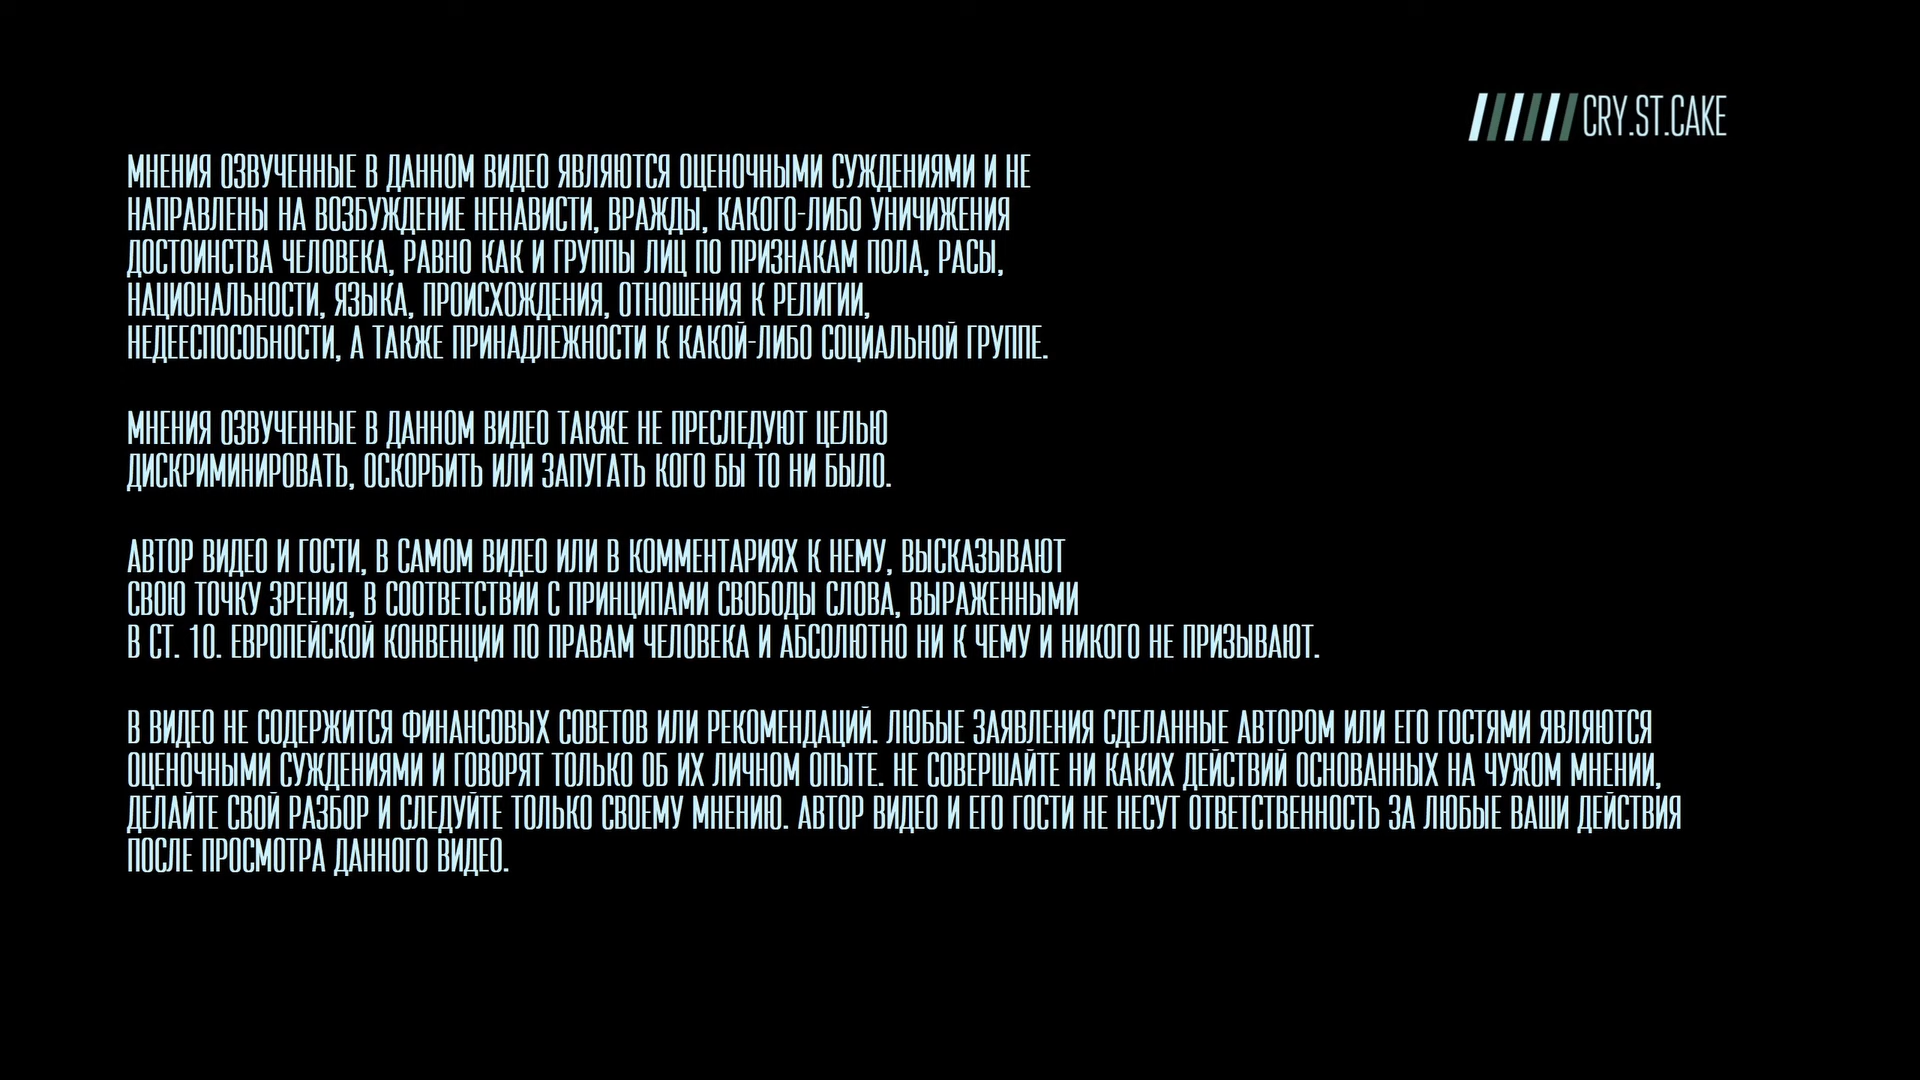 CRY.ST.CAKE
МНЕНИЯ ОЗВУЧЕННЫЕ В ДАННОМ ВИДЕО ЯВЛЯЮТСЯ ОЦЕНОЧНЫМИ СУЖДЕНИЯМИ И НЕ
НАПРАВЛЕНЫ НА ВОЗБУЖДЕНИЕ НЕНАВИСТИ, ВРАЖДЫ, КАКОГО-ЛИБО УНИЧИЖЕНИЯ
ДОСТОИНСТВА ЧЕЛОВЕКА, РАВНО КАК И ГРУППЫ ЛИЦ ПО ПРИЗНАКАМ ПОЛА, РАСЫ,
НАЦИОНАЛЬНОСТИ, ЯЗЫКА, ПРОИСХОЖДЕНИЯ, ОТНОШЕНИЯ К РЕЛИГИИ,
НЕДЕЕСПОСОБНОСТИ, А ТАКЖЕ ПРИНАДЛЕЖНОСТИ К КАКОЙ-ЛИБО СОЦИАЛЬНОЙ ГРУППЕ.
МНЕНИЯ ОЗВУЧЕННЫЕ В ДАННОМ ВИДЕО ТАКЖЕ НЕ ПРЕСЛЕДУЮТ ЦЕЛЬЮ
ДИСКРИМИНИРОВАТЬ, ОСКОРБИТЬ ИЛИ ЗАПУГАТЬ КОГО БЫ ТО НИ БЫЛО.
АВТОР ВИДЕО И ГОСТИ, В САМОМ ВИДЕО ИЛИ В КОММЕНТАРИЯХ К НЕМУ, ВЫСКАЗЫВАЮТ
СВОЮ ТОЧКУ ЗРЕНИЯ, В СООТВЕТСТВИИ С ПРИНЦИПАМИ СВОБОДЫ СЛОВА, ВЫРАЖЕННЫМИ
В СТ. 10. ЕВРОПЕЙСКОЙ КОНВЕНЦИИ ПО ПРАВАМ ЧЕЛОВЕКА И АБСОЛЮТНО НИ К ЧЕМУ И НИКОГО НЕ ПРИЗЫВАЮТ.
В ВИДЕО НЕ СОДЕРЖИТСЯ ФИНАНСОВЫХ СОВЕТОВ ИЛИ РЕКОМЕНДАЦИЙ. ЛЮБЫЕ ЗАЯВЛЕНИЯ СДЕЛАННЫЕ АВТОРОМ ИЛИ ЕГО ГОСТЯМИ ЯВЛЯЮТСЯ
ОЦЕНОЧНЫМИ СУЖДЕНИЯМИ И ГОВОРЯТ ТОЛЬКО ОБ ИХ ЛИЧНОМ ОПЫТЕ. НЕ СОВЕРШАЙТЕ НИ КАКИХ ДЕЙСТВИЙ ОСНОВАННЫХ НА ЧУЖОМ МНЕНИИ,
ДЕЛАЙТЕ СВОЙ РАЗБОР И СЛЕДУЙТЕ ТОЛЬКО СВОЕМУ МНЕНИЮ. АВТОР ВИДЕО И ЕГО ГОСТИ НЕ НЕСУТ ОТВЕТСТВЕННОСТЬ ЗА ЛЮБЫЕ ВАШИ ДЕЙСТВИЯ
ПОСЛЕ ПРОСМОТРА ДАННОГО ВИДЕО.